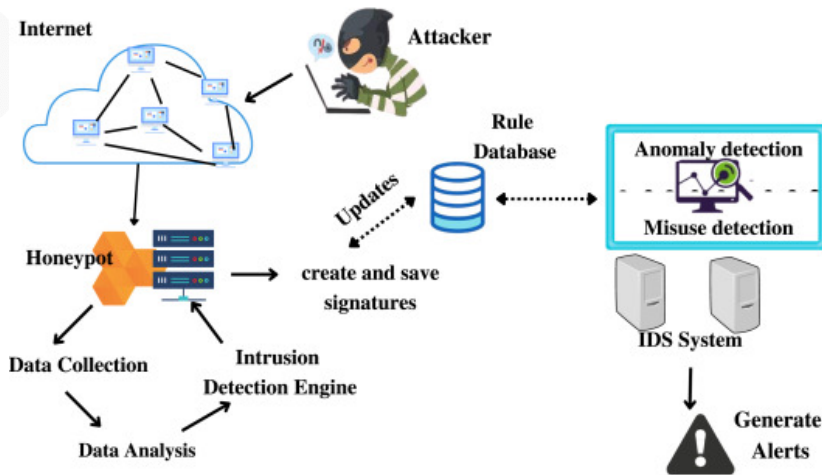 Internet
Attacker
Rule
Database
Anomaly detection
Misuse detection
Updates
Honeypot
create and save
signatures
IDS System
Data Collection
Intrusion
Detection Engine
Data Analysis
Generate
Alerts